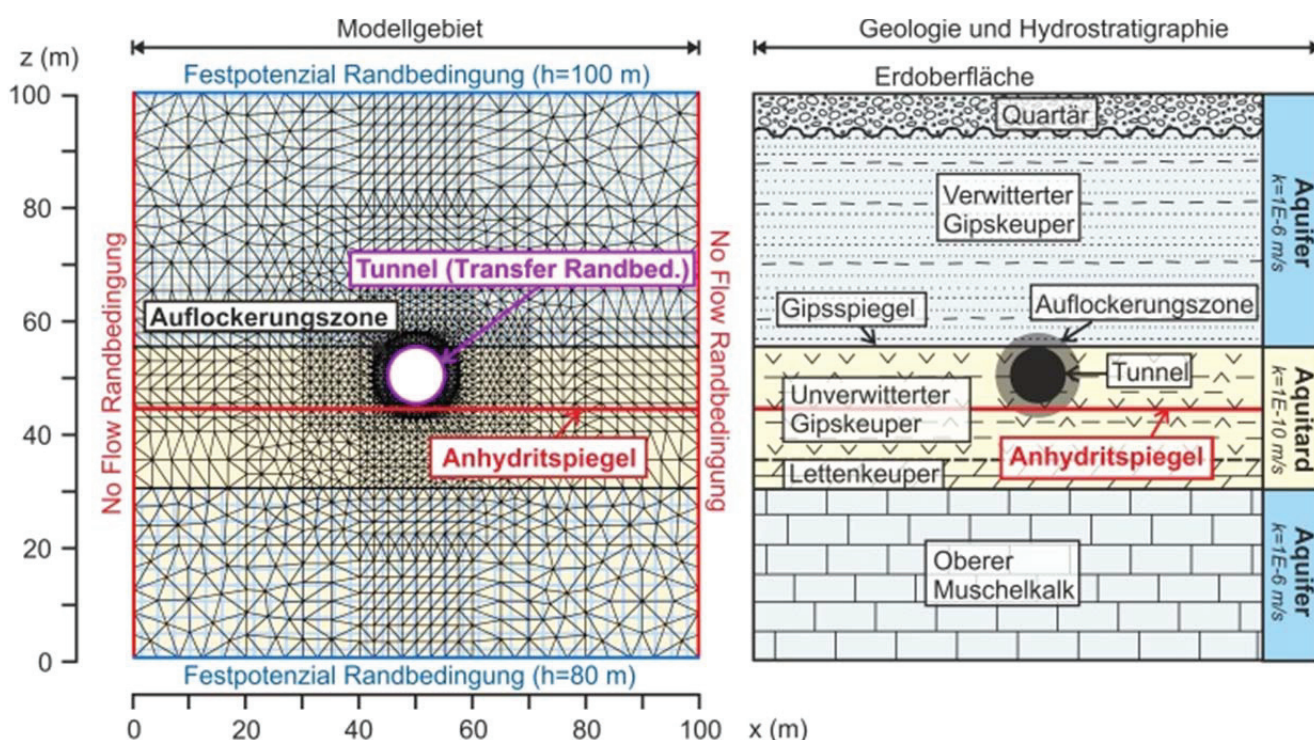 Modellgebiet
z (m)
Festpotenzial Randbedingung (h=100 m)
100
80
60
40
20
0
No Flow Randbedingung
Tunnel (Transfer Randbed.)
Auflockerungszone
Anhydritspiegel
No Flow Randbedingung
Festpotenzial Randbedingung (h=80 m)
0 20 40 60 80 100 x (m)
Geologie und Hydrostratigraphie
Erdoberfläche
Quartär
Verwitterter
Gipskeuper
Gipsspiegel
Auflockerungszone
Tunnel
Unverwitterter
Gipskeuper
Anhydritspiegel
Lettenkeuper
Oberer
Muschelkalk
Aquifer
k=1E-6 m/s
Aquitard
k=1E-10 m/s
Aquifer
k=1E-6 m/s